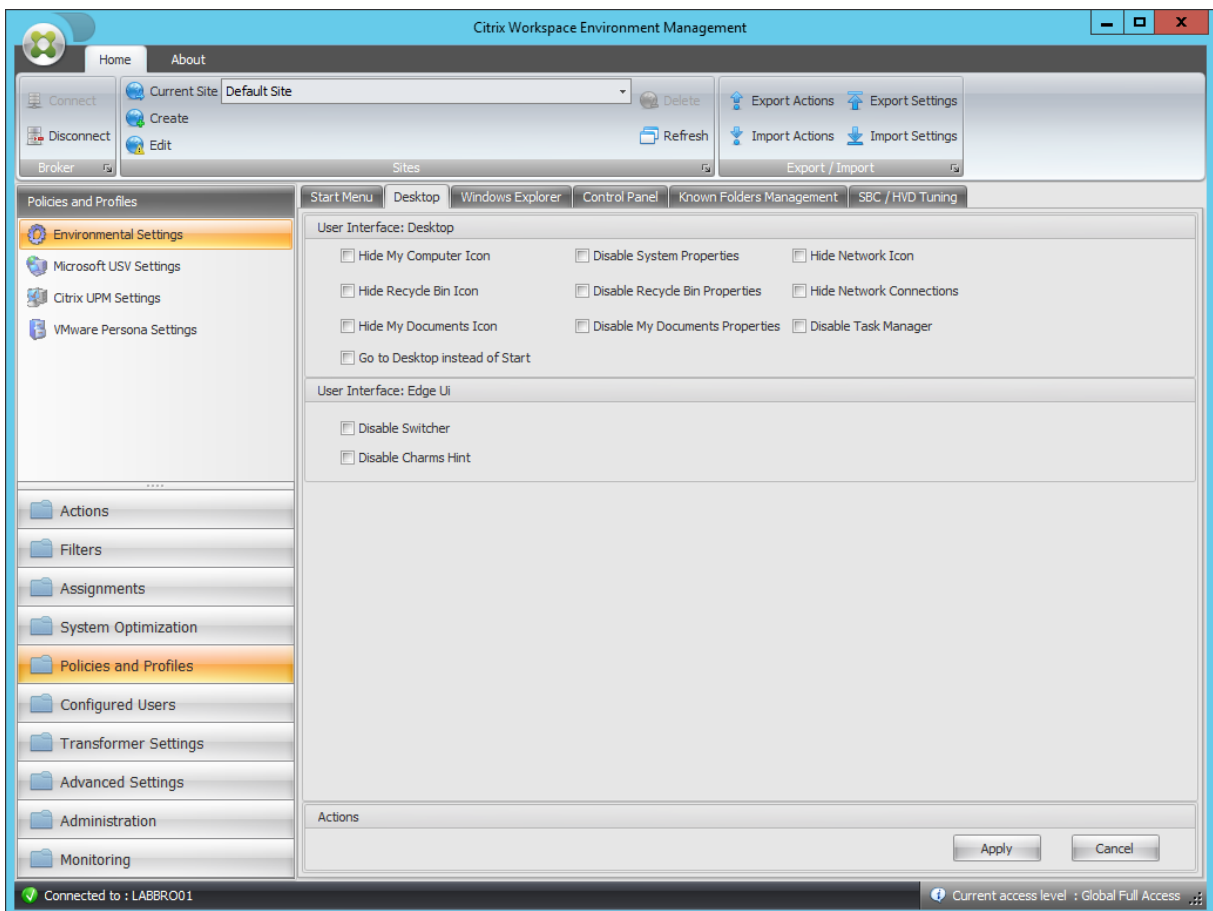 Citrix Workspace Environment Management
Home About
Connect
Disconnect
Broker
Current Site Default Site
Create
Edit
Delete
Refresh
Sites
Export Actions Export Settings
Import Actions Import Settings
Export / Import
Policies and Profiles
Environmental Settings
Microsoft USV Settings
Citrix UPM Settings
VMware Persona Settings
Actions
Filters
Assignments
System Optimization
Policies and Profiles
Configured Users
Transformer Settings
Advanced Settings
Administration
Monitoring
Start Menu Desktop Windows Explorer Control Panel Known Folders Management SBC / HVD Tuning
User Interface: Desktop
Hide My Computer Icon Disable System Properties Hide Network Icon
Hide Recycle Bin Icon Disable Recycle Bin Properties Hide Network Connections
Hide My Documents Icon Disable My Documents Properties Disable Task Manager
Go to Desktop instead of Start
User Interface: Edge Ui
Disable Switcher
Disable Charms Hint
Actions
Apply Cancel
Connected to : LABBRO01 Current access level : Global Full Access